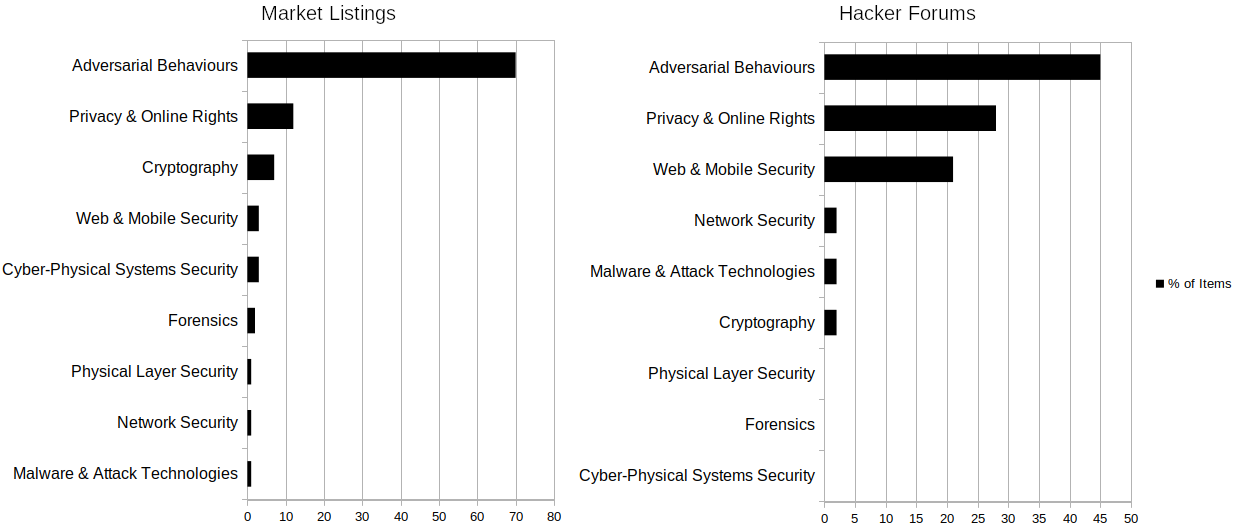 Market Listings
Adversarial Behaviours
Privacy & Online Rights
Cryptography
Web & Mobile Security
Cyber-Physical Systems Security
Forensics
Physical Layer Security
Network Security
Malware & Attack Technologies
0 10 20 30 40 50 60 70 80
Hacker Forums
Adversarial Behaviours
Privacy & Online Rights
Web & Mobile Security
Network Security
Malware & Attack Technologies
Cryptography
Physical Layer Security
Forensics
Cyber-Physical Systems Security
0 5 10 15 20 25 30 35 40 45 50
% of Items